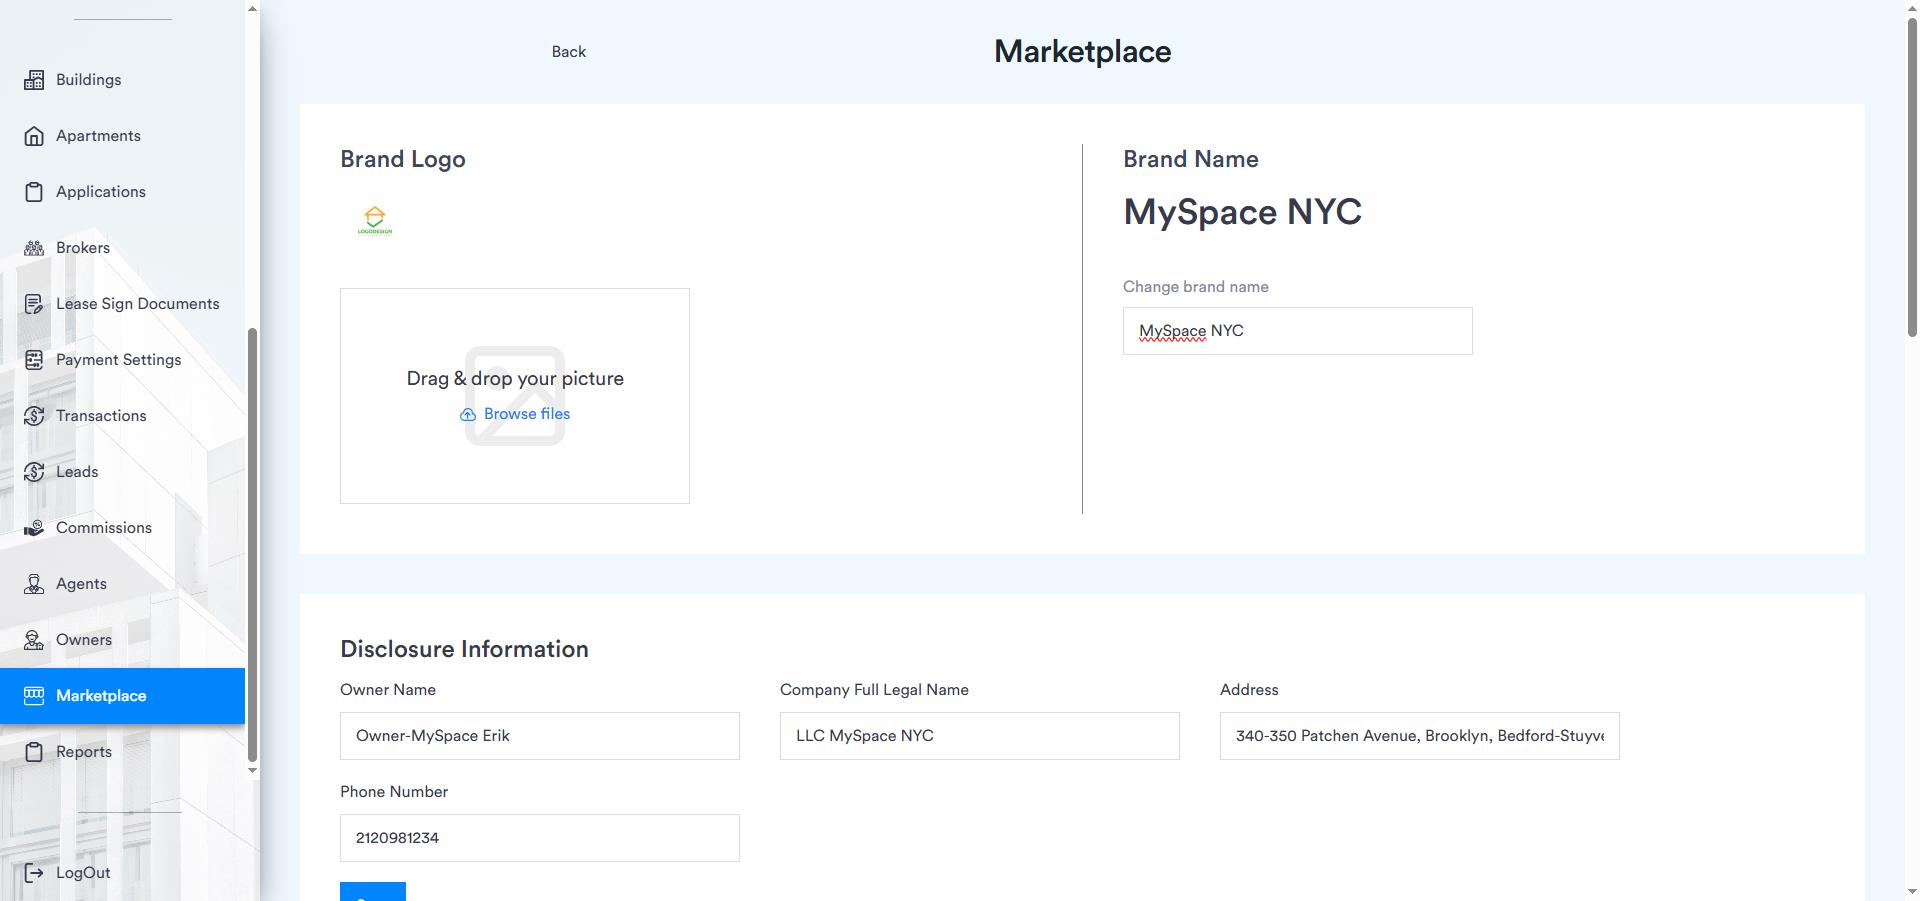 Buildings
Apartments
Applications
Brokers
Lease Sign Documents
Payment Settings
Transactions
Leads
Commissions
Agents
Owners
Marketplace
Reports
LogOut
Back
Marketplace
Brand Logo
LOGODESIGN
Drag & drop your picture
Browse files
Brand Name
MySpace NYC
Change brand name
MySpace NYC
Disclosure Information
Owner Name
Owner-MySpace Erik
Company Full Legal Name
LLC MySpace NYC
Address
340-350 Patchen Avenue, Brooklyn, Bedford-Stuyve
Phone Number
2120981234